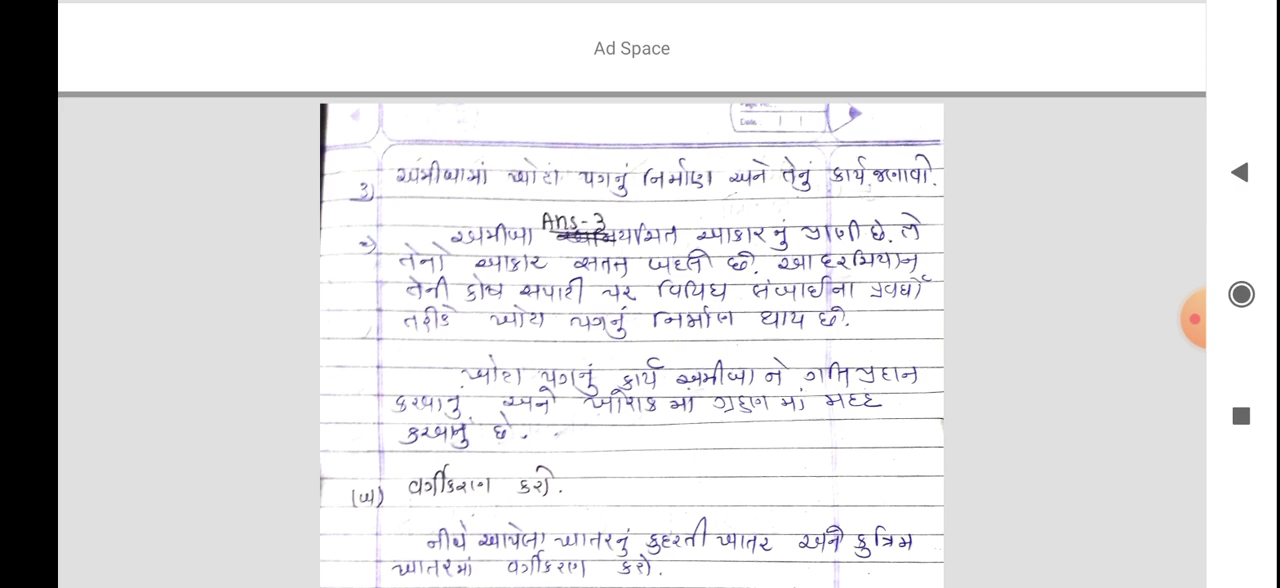 Ad Space
Date
3) અમીબામાં ખોટા પગનું નિર્માણ અને તેનું કાર્ય જણાવો.
Ans-3
અમીબા અનિયમિત આકારનું પ્રાણી છે. તે
તેનો આકાર સતત બદલે છે. આ દરમિયાન
તેની કોષ સપાટી પર વિવિધ લંબાઈના પ્રવર્ધો
તરીકે ખોટા પગનું નિર્માણ થાય છે.
ખોટા પગનું કાર્ય અમીબા ને ગતિ પ્રદાન
કરવાનું અને ખોરાક માં ગ્રહણ માં મદદ
કરવાનું છે.
(બ) વર્ગીકરણ કરો.
નીચે આપેલા ખાતરનું કુદરતી ખાતર અને કુત્રિમ
ખાતરમાં વર્ગીકરણ કરો.